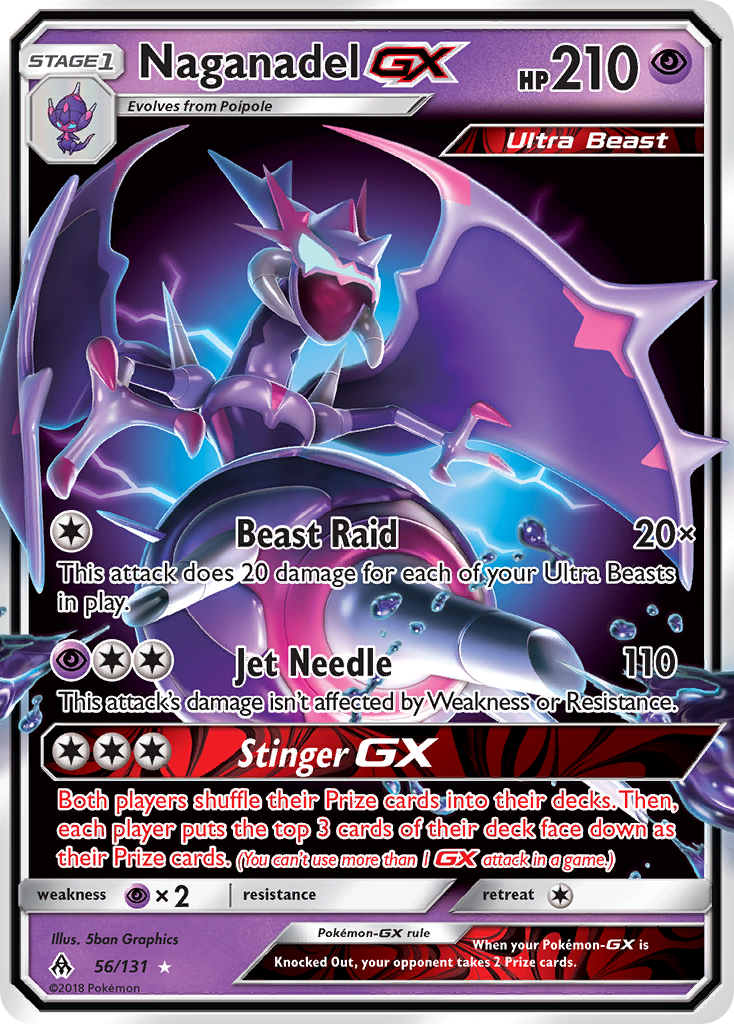 STAGE1
Naganadel GX
HP210
Evolves from Poipole
Ultra Beast
Beast Raid 20×
This attack does 20 damage for each of your Ultra Beasts
in play.
Jet Needle 110
This attack's damage isn't affected by Weakness or Resistance.
Stinger GX
Both players shuffle their Prize cards into their decks. Then,
each player puts the top 3 cards of their deck face down as
their Prize cards. (You can't use more than 1 GX attack in a game.)
weakness ×2 resistance retreat
Illus. 5ban Graphics
56/131
©2018 Pokémon
Pokémon-GX rule
When your Pokémon-GX is
Knocked Out, your opponent takes 2 Prize cards.